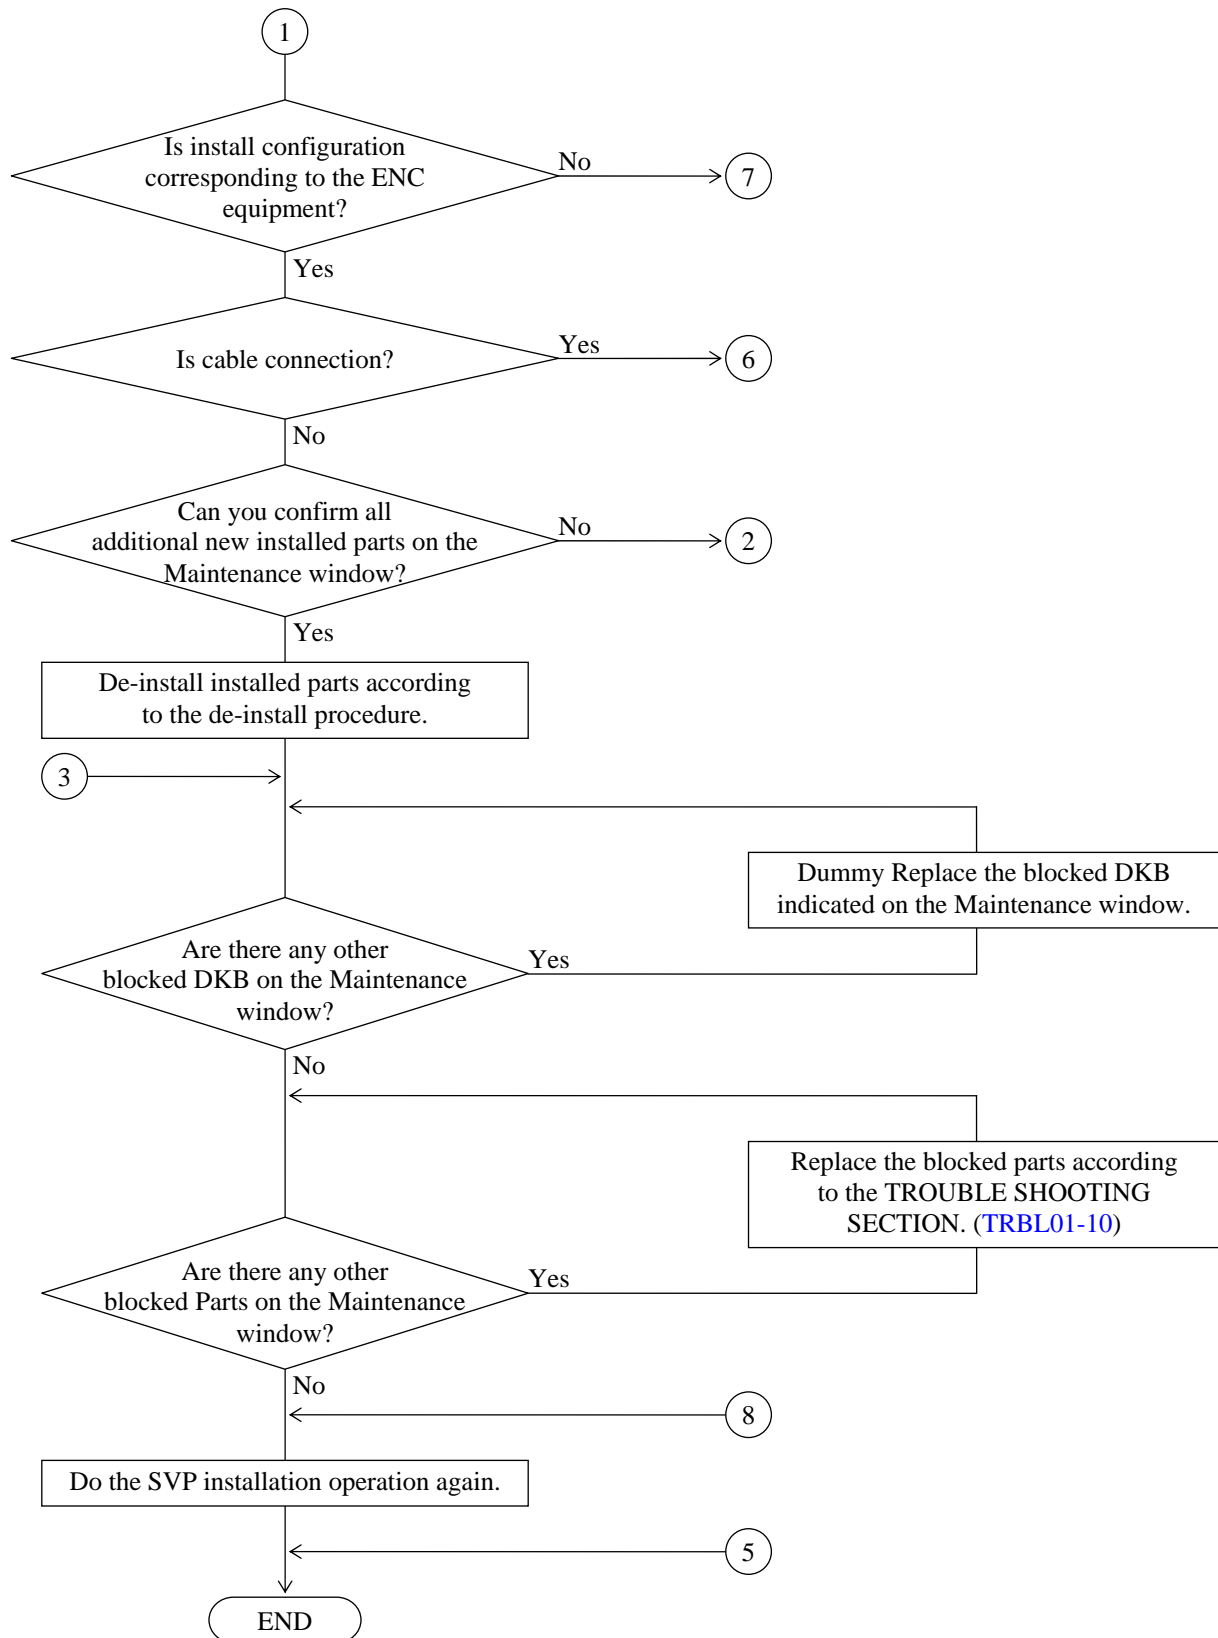 1
Is install configuration
corresponding to the ENC
equipment?
No
7
Yes
Is cable connection?
Yes
6
No
Can you confirm all
additional new installed parts on the
Maintenance window?
No
2
Yes
De-install installed parts according
to the de-install procedure.
3
Dummy Replace the blocked DKB
indicated on the Maintenance window.
Are there any other
blocked DKB on the Maintenance
window?
Yes
No
Replace the blocked parts according
to the TROUBLE SHOOTING
SECTION. (TRBL01-10)
Are there any other
blocked Parts on the Maintenance
window?
Yes
No
8
Do the SVP installation operation again.
5
END